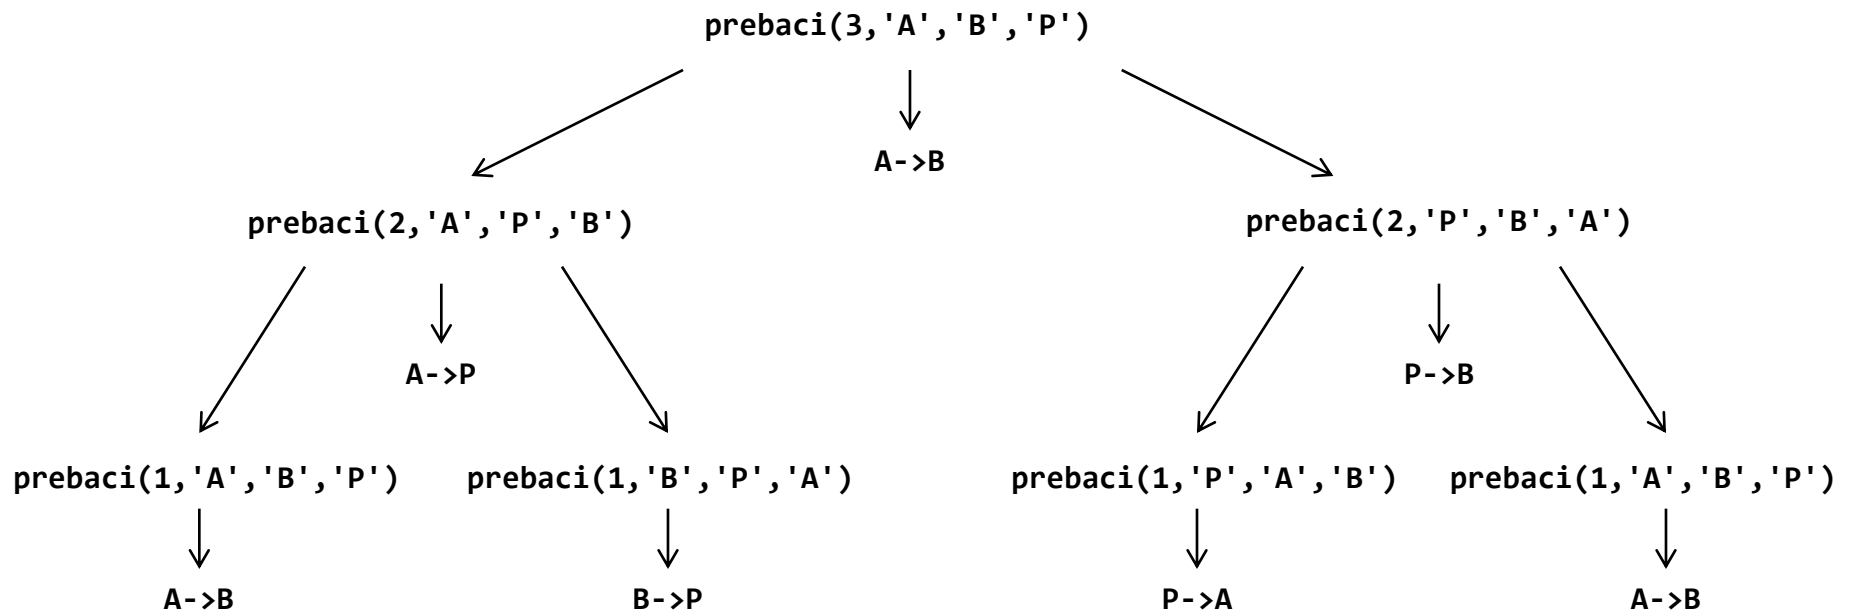 prebaci(3,'A','B','P')
A->B
prebaci(2,'A','P','B')
prebaci(2,'P','B','A')
A->P
P->B
prebaci(1,'A','B','P')
prebaci(1,'B','P','A')
prebaci(1,'P','A','B')
prebaci(1,'A','B','P')
A->B
B->P
P->A
A->B